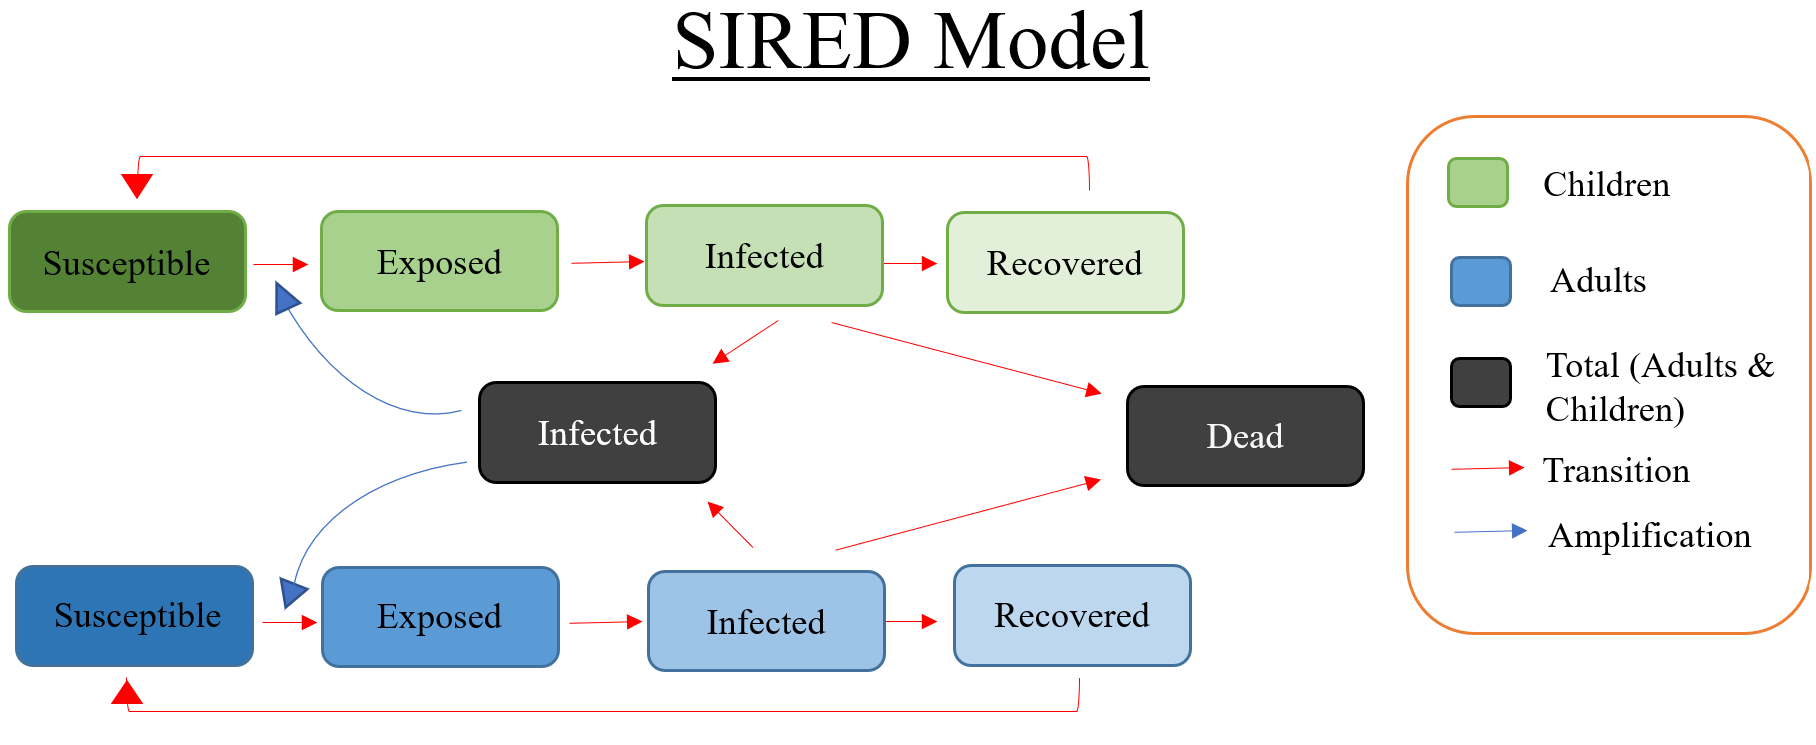 SIRED Model
Susceptible
Exposed
Infected
Recovered
Infected
Dead
Susceptible
Exposed
Infected
Recovered
Children
Adults
Total (Adults &
Children)
Transition
Amplification